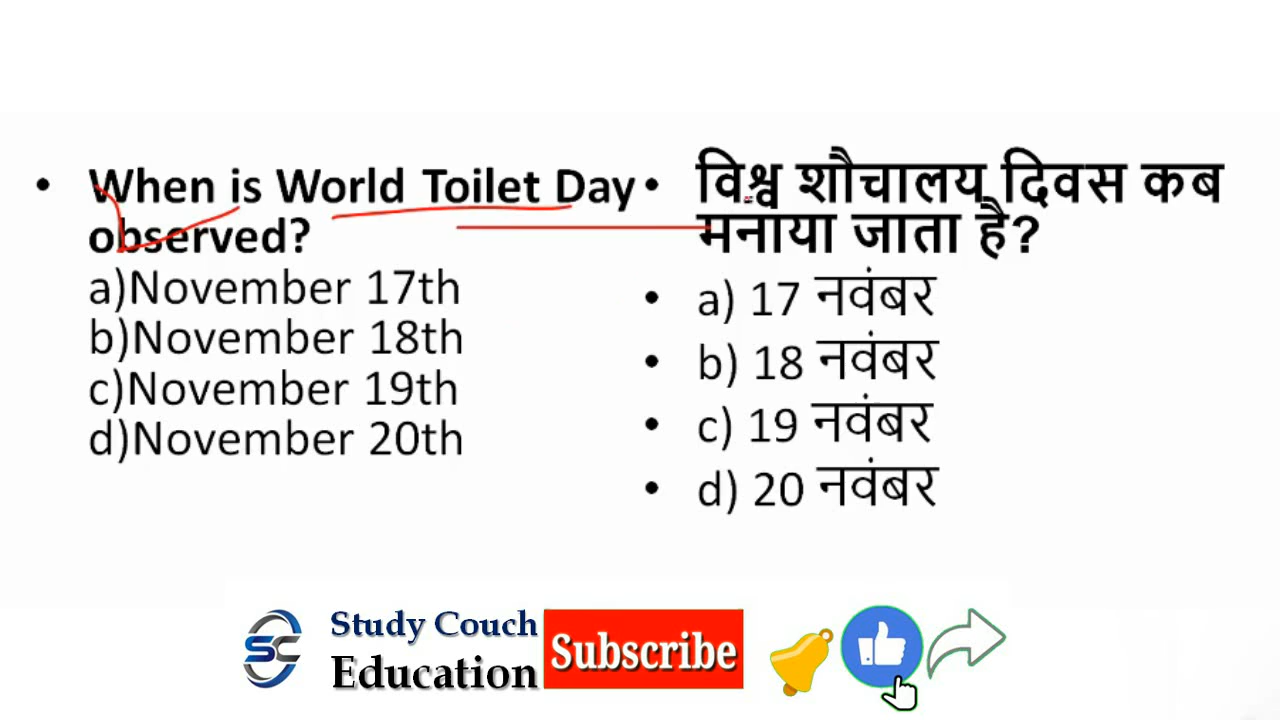 • When is World Toilet Day
observed?
a)November 17th
b)November 18th
c)November 19th
d)November 20th
• विश्व शौचालय दिवस कब
मनाया जाता है?
• a) 17 नवंबर
• b) 18 नवंबर
• c) 19 नवंबर
• d) 20 नवंबर
SC
Study Couch
Education
Subscribe